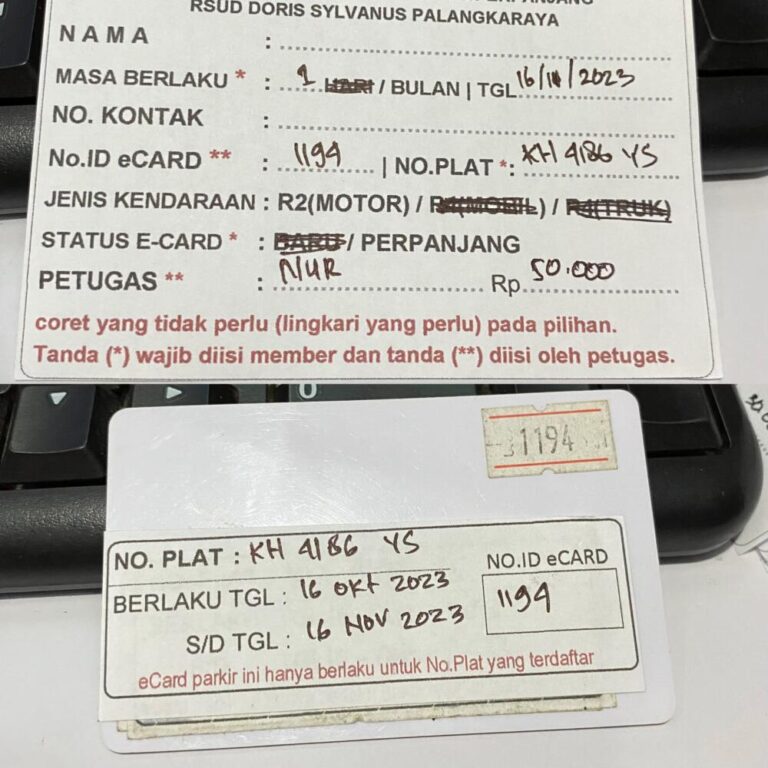 RSUD DORIS SYLVANUS PALANGKARAYA
NAMA :
MASA BERLAKU * : 1 HARI / BULAN | TGL 16/10/2023
NO. KONTAK :
No.ID eCARD ** : 1194 | NO.PLAT *: KH 4186 YS
JENIS KENDARAAN : R2(MOTOR) / R4(MOBIL) / R4(TRUK)
STATUS E-CARD * : BARU / PERPANJANG
PETUGAS ** : NUR Rp 50.000
coret yang tidak perlu (lingkari yang perlu) pada pilihan.
Tanda (*) wajib diisi member dan tanda (**) diisi oleh petugas.
1194
NO. PLAT : KH 4186 YS
NO.ID eCARD
BERLAKU TGL : 16 OKT 2023
1194
S/D TGL : 16 NOV 2023
eCard parkir ini hanya berlaku untuk No.Plat yang terdaftar